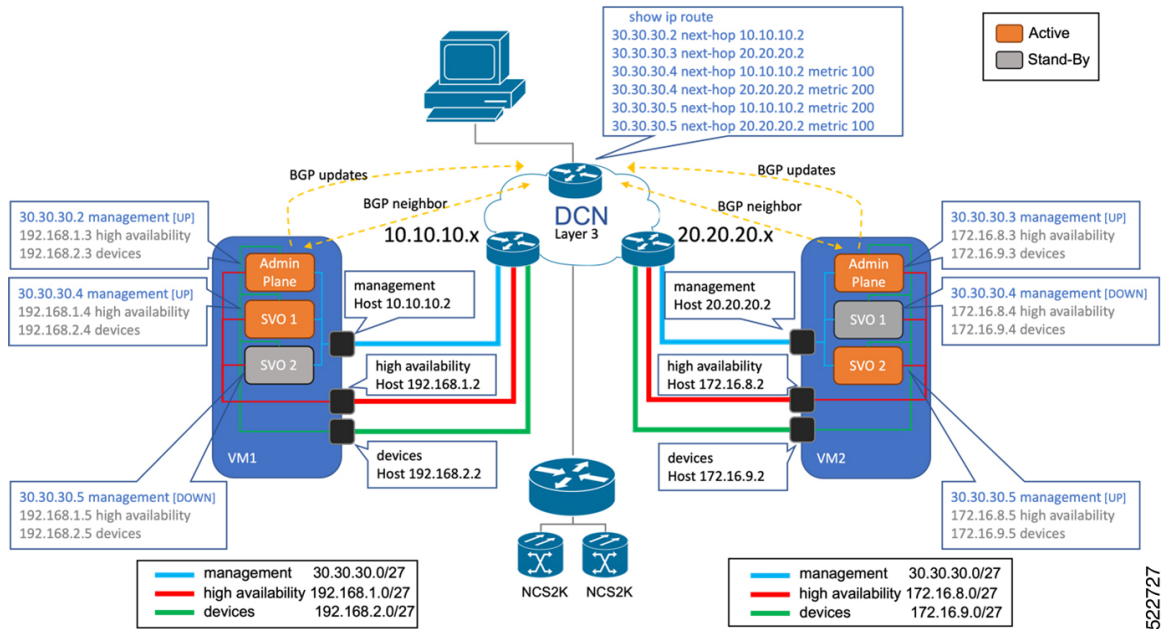 show ip route
30.30.30.2 next-hop 10.10.10.2
30.30.30.3 next-hop 20.20.20.2
30.30.30.4 next-hop 10.10.10.2 metric 100
30.30.30.4 next-hop 20.20.20.2 metric 200
30.30.30.5 next-hop 10.10.10.2 metric 200
30.30.30.5 next-hop 20.20.20.2 metric 100
Active
Stand-By
BGP updates
BGP neighbor
BGP updates
BGP neighbor
DCN
Layer 3
10.10.10.x
20.20.20.x
30.30.30.2 management [UP]
192.168.1.3 high availability
192.168.2.3 devices
30.30.30.4 management [UP]
192.168.1.4 high availability
192.168.2.4 devices
30.30.30.5 management [DOWN]
192.168.1.5 high availability
192.168.2.5 devices
Admin
Plane
SVO 1
SVO 2
VM1
management
Host 10.10.10.2
high availability
Host 192.168.1.2
devices
Host 192.168.2.2
management
Host 20.20.20.2
high availability
Host 172.16.8.2
devices
Host 172.16.9.2
Admin
Plane
SVO 1
SVO 2
VM2
30.30.30.3 management [UP]
172.16.8.3 high availability
172.16.9.3 devices
30.30.30.4 management [DOWN]
172.16.8.4 high availability
172.16.9.4 devices
30.30.30.5 management [UP]
172.16.8.5 high availability
172.16.9.5 devices
NCS2K
NCS2K
management 30.30.30.0/27
high availability 192.168.1.0/27
devices 192.168.2.0/27
management 30.30.30.0/27
high availability 172.16.8.0/27
devices 172.16.9.0/27
522727